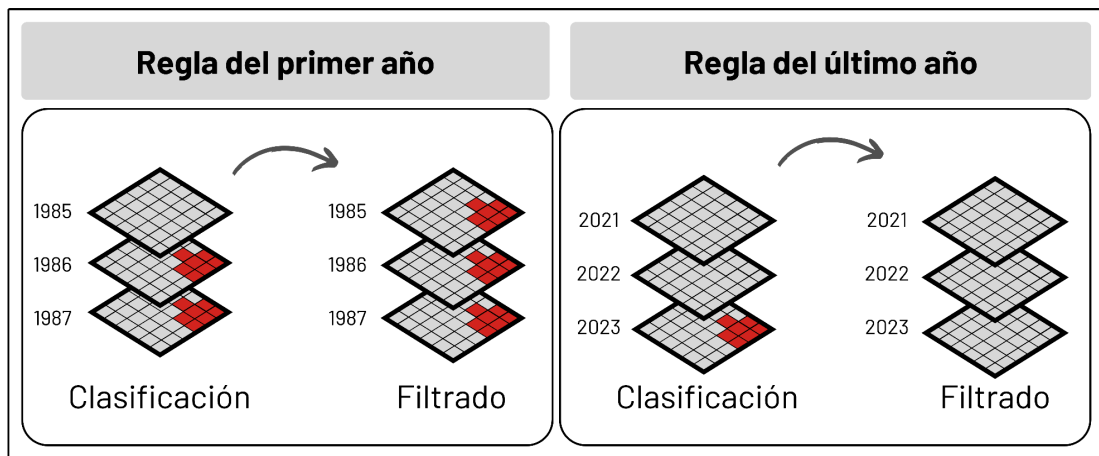 Regla del primer año
1985
1986
1987
Clasificación
1985
1986
1987
Filtrado
Regla del último año
2021
2022
2023
Clasificación
2021
2022
2023
Filtrado